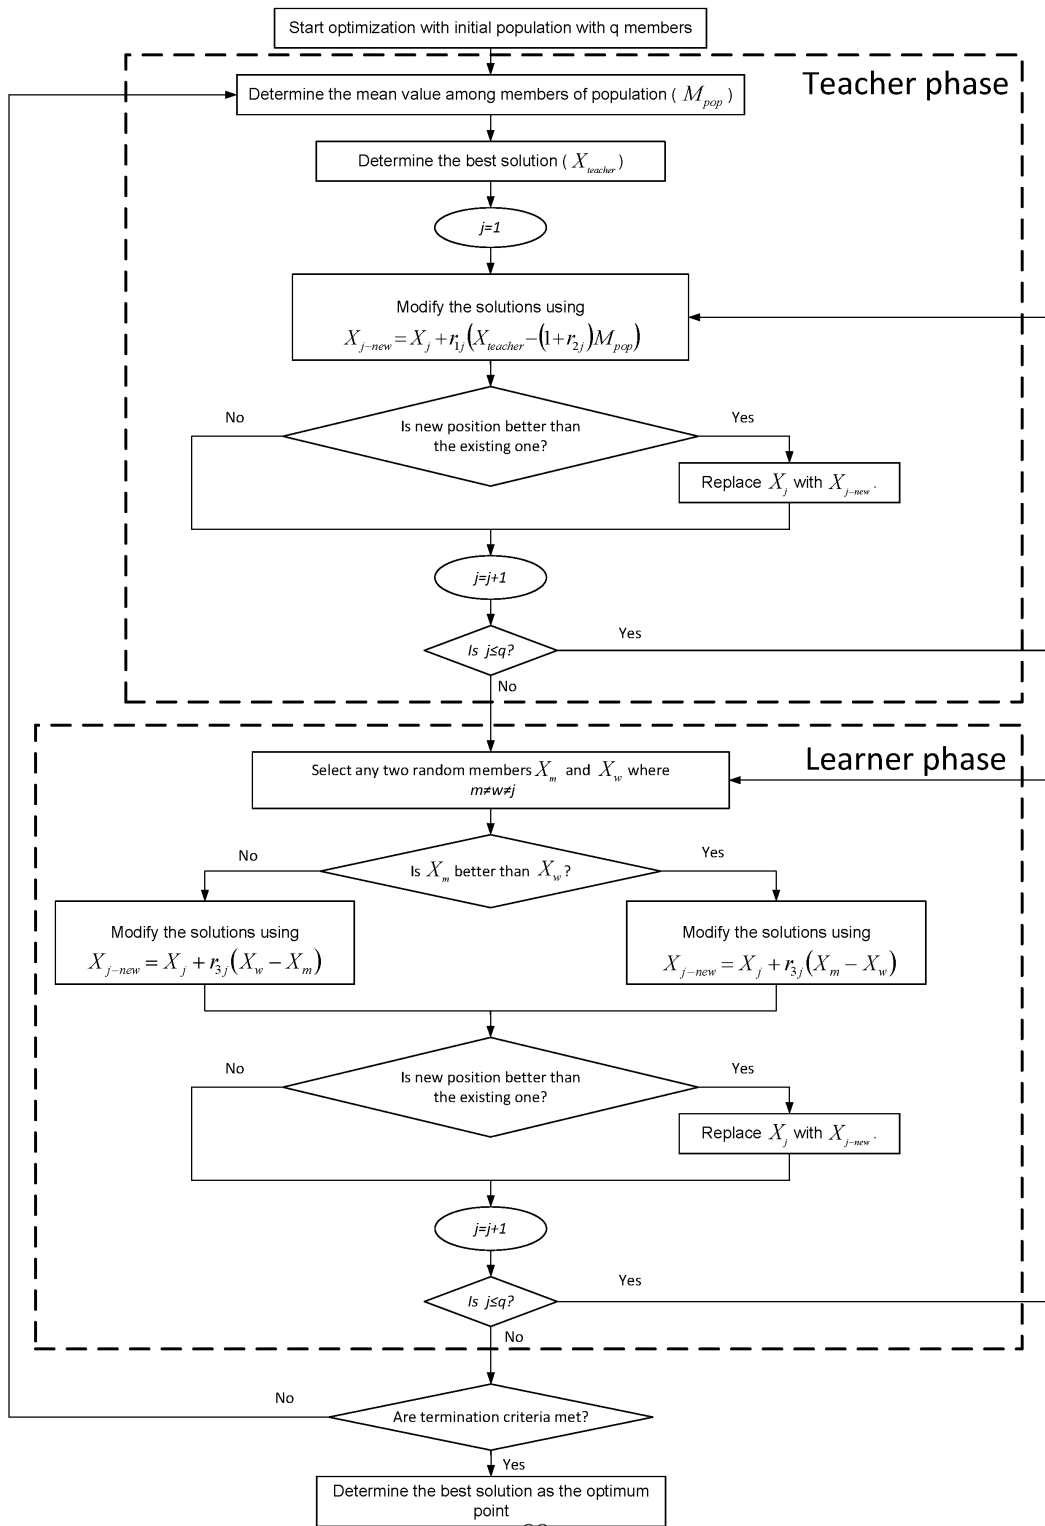 Start optimization with initial population with q members
Teacher phase
Determine the mean value among members of population ( M_pop )
Determine the best solution ( X_teacher )
j=1
Modify the solutions using
X_j-new = X_j + r_1j (X_teacher - (1 + r_2j) M_pop)
No
Is new position better than
the existing one?
Yes
Replace X_j with X_j-new .
j=j+1
Is j≤q?
Yes
No
Learner phase
Select any two random members X_m and X_w where
m≠w≠j
No
Is X_m better than X_w ?
Yes
Modify the solutions using
X_j-new = X_j + r_3j (X_w - X_m)
Modify the solutions using
X_j-new = X_j + r_3j (X_m - X_w)
No
Is new position better than
the existing one?
Yes
Replace X_j with X_j-new .
j=j+1
Is j≤q?
Yes
No
No
Are termination criteria met?
Yes
Determine the best solution as the optimum
point